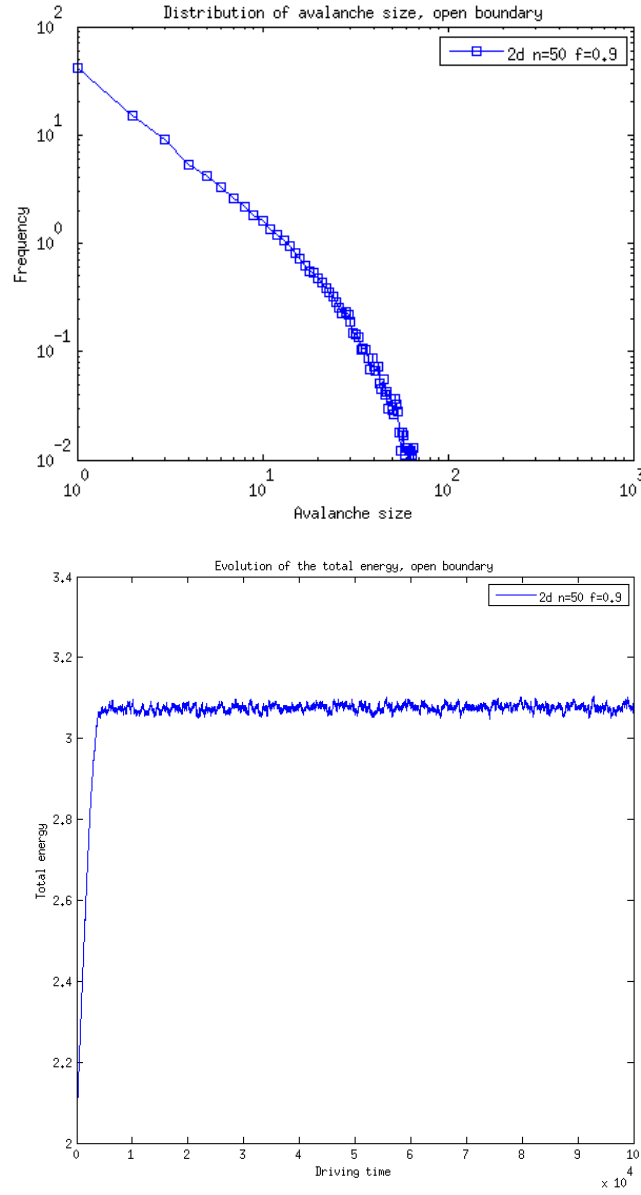 Distribution of avalanche size, open boundary
10^2
10^1
10^0
10^-1
10^-2
Frequency
2d n=50 f=0.9
10^0 10^1 10^2 10^3
Avalanche size
Evolution of the total energy, open boundary
3.4
3.2
3
2.8
2.6
2.4
2.2
2
Total energy
2d n=50 f=0.9
0 1 2 3 4 5 6 7 8 9 10
Driving time
x 10^4